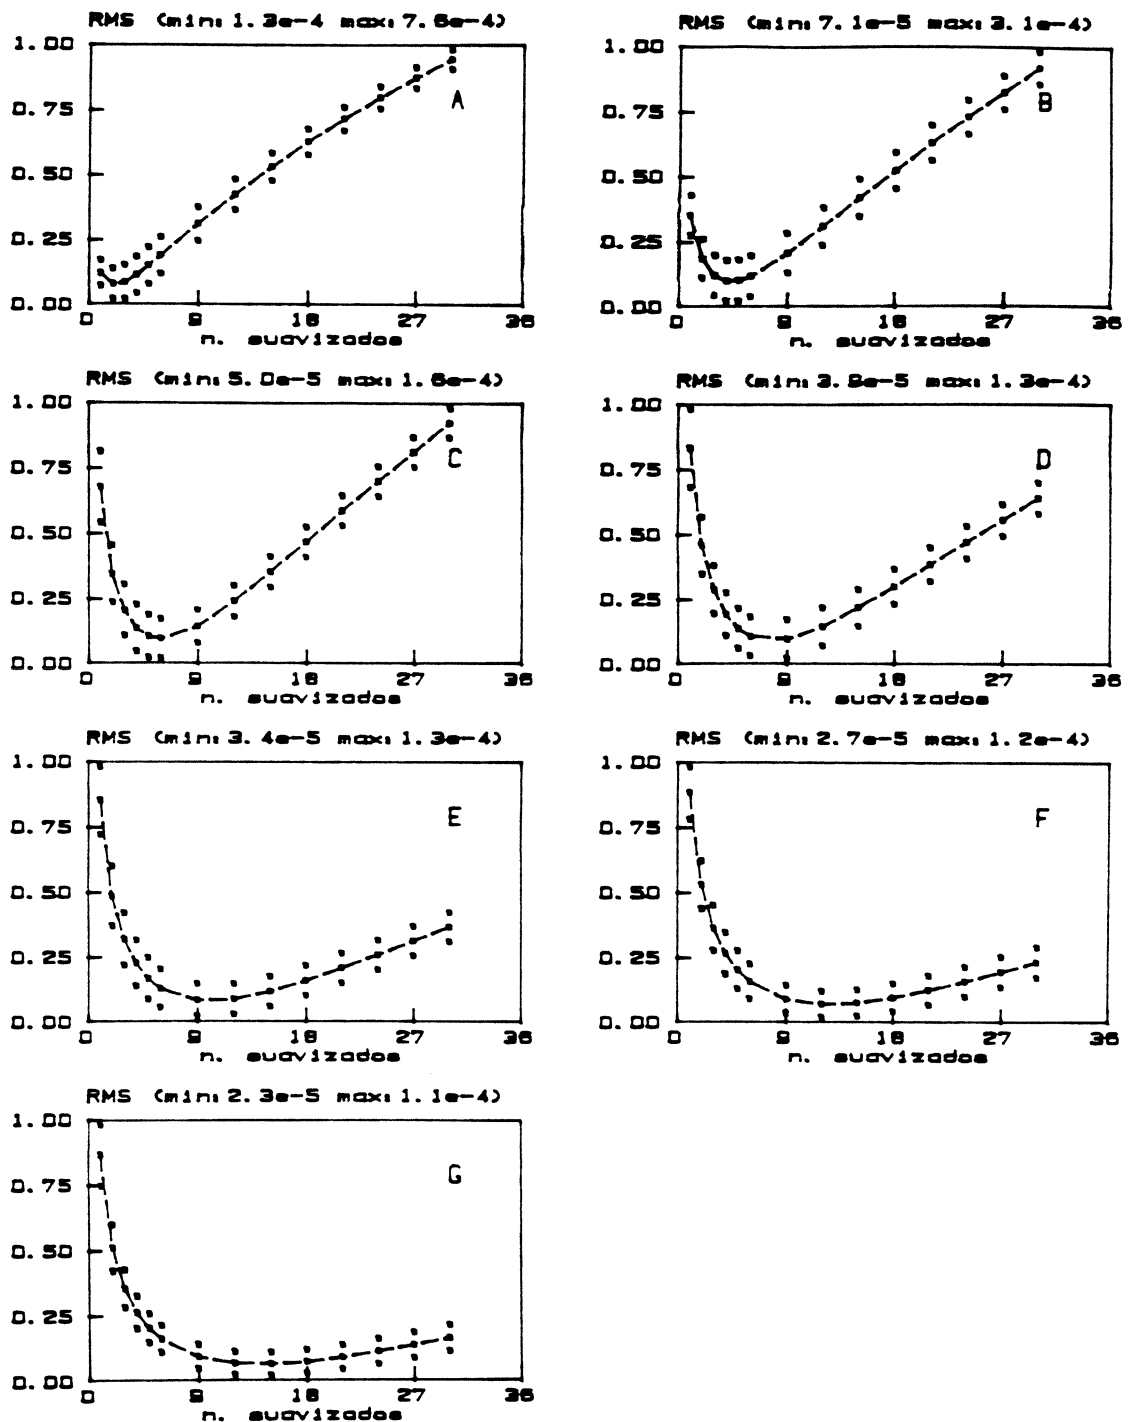 RMS (min: 1.3e-4 max: 7.6e-4)
1.00
0.75
0.50
0.25
0.00
A
0 9 18 27 36
n. suavizados
RMS (min: 7.1e-5 max: 3.1e-4)
1.00
0.75
0.50
0.25
0.00
B
0 9 18 27 36
n. suavizados
RMS (min: 5.0e-5 max: 1.6e-4)
1.00
0.75
0.50
0.25
0.00
C
0 9 18 27 36
n. suavizados
RMS (min: 3.9e-5 max: 1.3e-4)
1.00
0.75
0.50
0.25
0.00
D
0 9 18 27 36
n. suavizados
RMS (min: 3.4e-5 max: 1.3e-4)
1.00
0.75
0.50
0.25
0.00
E
0 9 18 27 36
n. suavizados
RMS (min: 2.7e-5 max: 1.2e-4)
1.00
0.75
0.50
0.25
0.00
F
0 9 18 27 36
n. suavizados
RMS (min: 2.3e-5 max: 1.1e-4)
1.00
0.75
0.50
0.25
0.00
G
0 9 18 27 36
n. suavizados